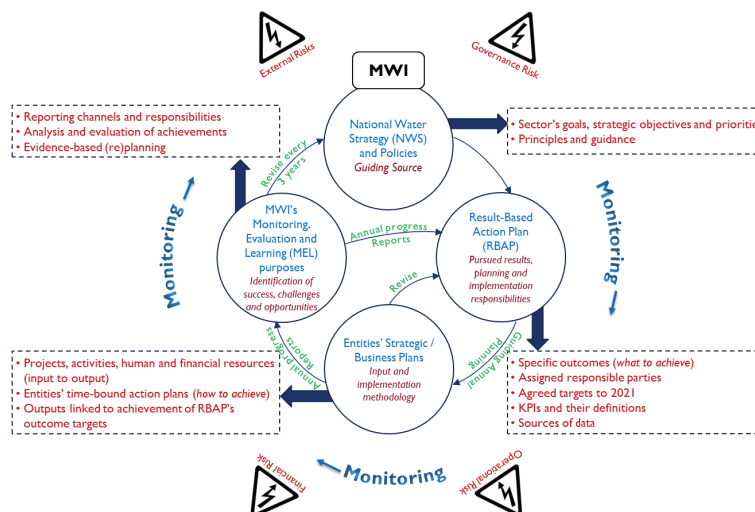 External Risks
Governance Risk
MWI
National Water
Strategy (NWS)
and Policies
Guiding Source
• Reporting channels and responsibilities
• Analysis and evaluation of achievements
• Evidence-based (re)planning
• Sector's goals, strategic objectives and prioritie
• Principles and guidance
Revise every
3 years
Monitoring
Monitoring
MWI's
Monitoring,
Evaluation and
Learning (MEL)
purposes
Identification of
success, challenges
and opportunities
Annual progress
Reports
Result-Based
Action Plan
(RBAP)
Pursued results,
planning and
implementation
responsibilities
Revise
Entities' Strategic /
Business Plans
Input and
implementation
methodology
Annual progress
Reports
Guiding Annual
Planning
• Projects, activities, human and financial resources
(input to output)
• Entities' time-bound action plans (how to achieve)
• Outputs linked to achievement of RBAP's
outcome targets
• Specific outcomes (what to achieve)
• Assigned responsible parties
• Agreed targets to 2021
• KPIs and their definitions
• Sources of data
Monitoring
Financial Risk
Operational Risk